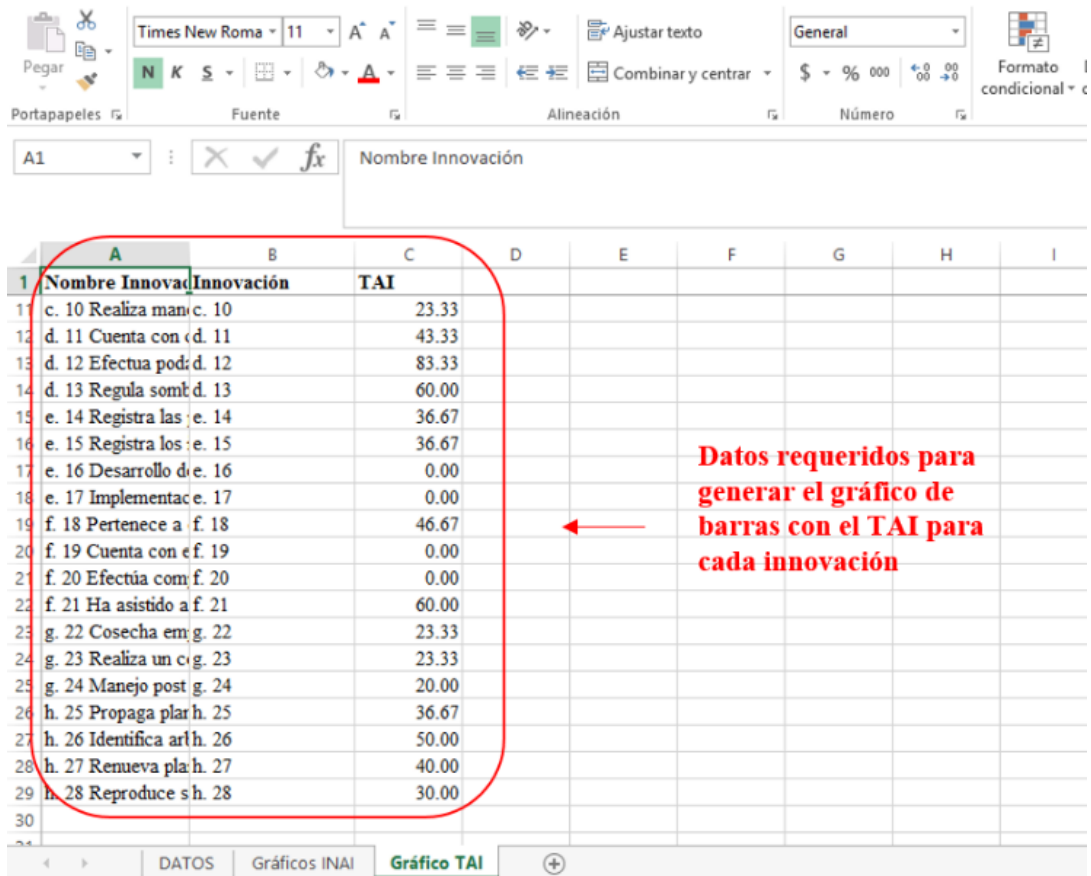 Times New Roma 11 A A Ajustar texto General
Pegar N K S A Combinar y centrar $ % 000 Formato
condicional
Portapapeles Fuente Alineación Número
A1 fx Nombre Innovación
A B C D E F G H I
1 Nombre Innovac Innovación TAI
11 c. 10 Realiza man c. 10 23.33
12 d. 11 Cuenta con d. 11 43.33
13 d. 12 Efectua poda d. 12 83.33
14 d. 13 Regula somb d. 13 60.00
15 e. 14 Registra las e. 14 36.67
16 e. 15 Registra los e. 15 36.67
17 e. 16 Desarrollo de e. 16 0.00
18 e. 17 Implementac e. 17 0.00
19 f. 18 Pertenece a f. 18 46.67
20 f. 19 Cuenta con e f. 19 0.00
21 f. 20 Efectúa com f. 20 0.00
22 f. 21 Ha asistido a f. 21 60.00
23 g. 22 Cosecha em g. 22 23.33
24 g. 23 Realiza un c g. 23 23.33
25 g. 24 Manejo post g. 24 20.00
26 h. 25 Propaga plan h. 25 36.67
27 h. 26 Identifica art h. 26 50.00
28 h. 27 Renueva pla h. 27 40.00
29 h. 28 Reproduce s h. 28 30.00
30
Datos requeridos para
generar el gráfico de
barras con el TAI para
cada innovación
DATOS Gráficos INAI Gráfico TAI